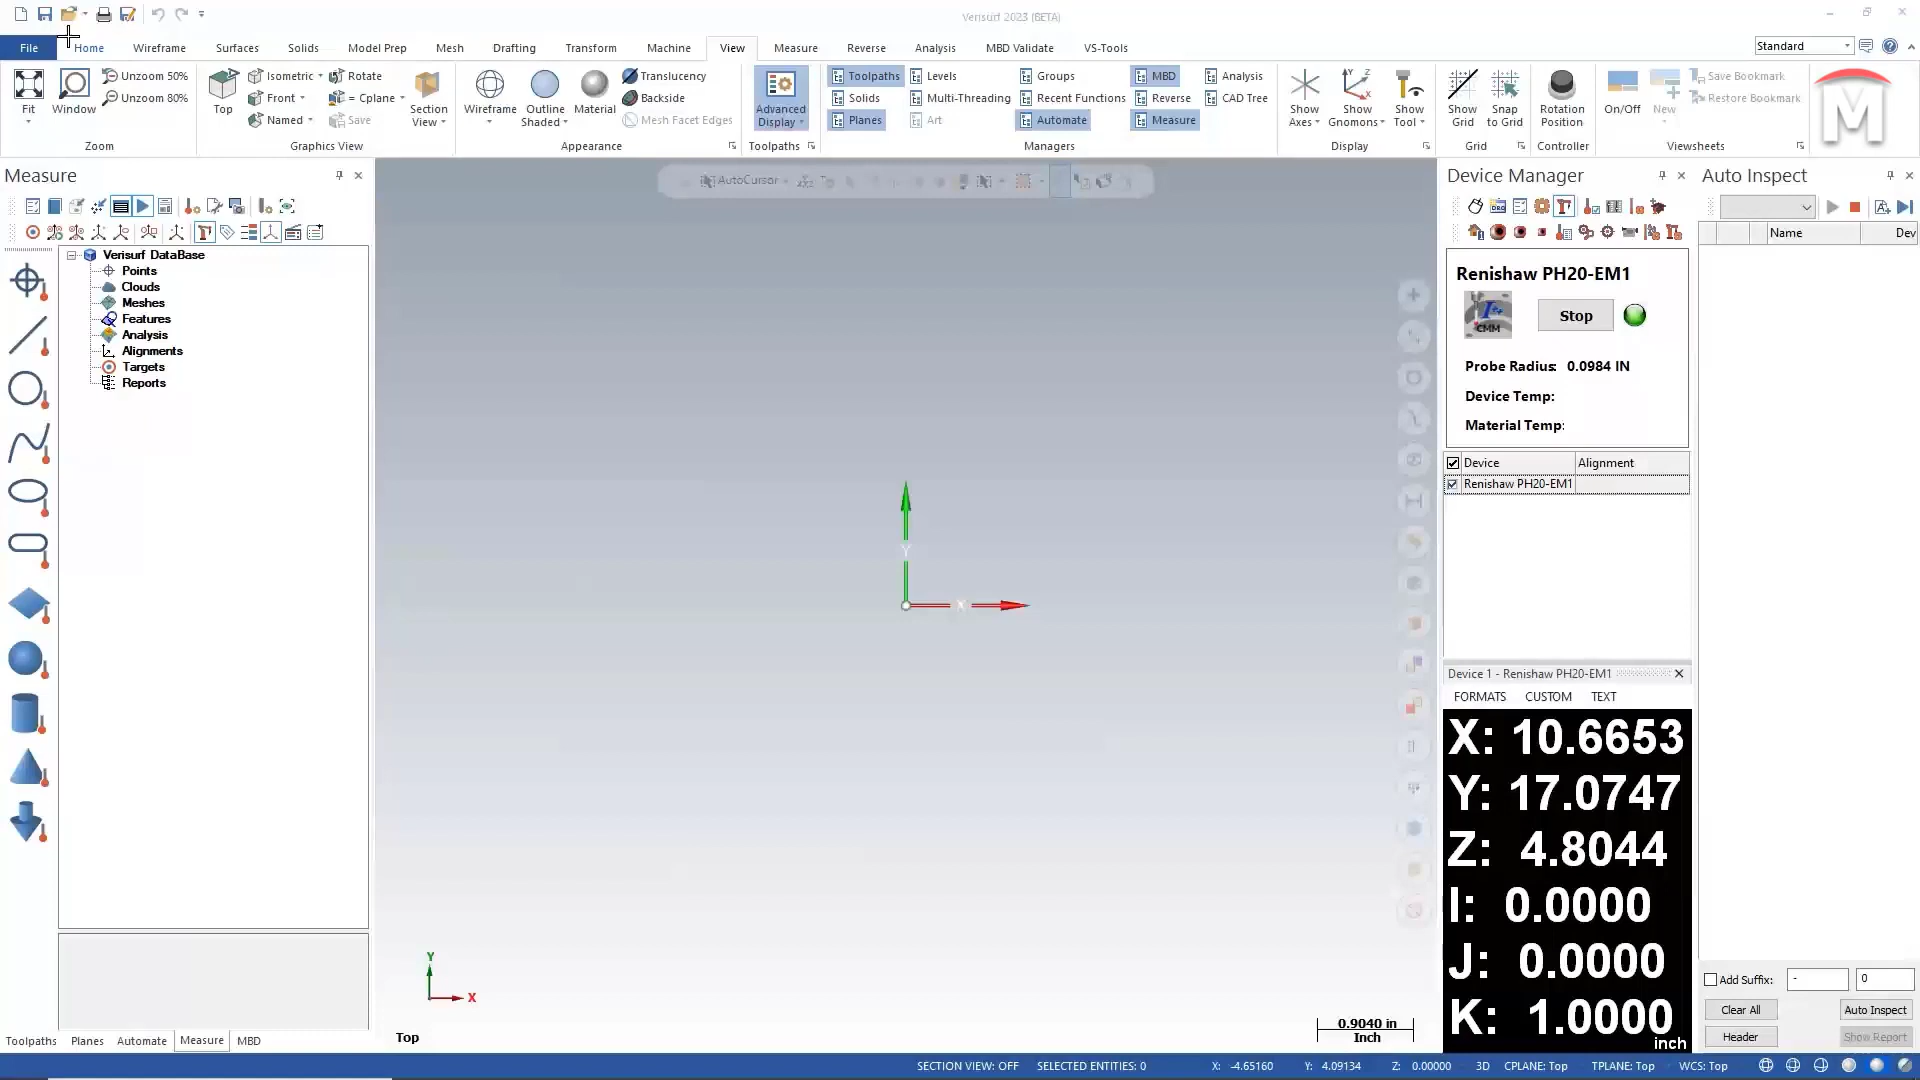 Verisurf 2023 (BETA)
File Home Wireframe Surfaces Solids Model Prep Mesh Drafting Transform Machine View Measure Reverse Analysis MBD Validate VS-Tools Standard
Fit Window Unzoom 50% Unzoom 80% Zoom
Top Isometric Front Named Rotate = Cplane Save Section View Graphics View
Wireframe Outline Shaded Material Translucency Backside Mesh Facet Edges Appearance
Advanced Display Toolpaths
Toolpaths Solids Planes Levels Multi-Threading Art Groups Recent Functions Automate MBD Reverse Measure Analysis CAD Tree Managers
Show Axes Show Gnomons Show Tool Display
Show Grid Snap to Grid Grid
Rotation Position Controller
On/Off New Save Bookmark Restore Bookmark Viewsheets
M
Measure
Verisurf DataBase
Points
Clouds
Meshes
Features
Analysis
Alignments
Targets
Reports
Toolpaths Planes Automate Measure MBD
AutoCursor
Y
X
Y
X
Top
0.9040 in
Inch
Device Manager
Renishaw PH20-EM1
CMM
Stop
Probe Radius: 0.0984 IN
Device Temp:
Material Temp:
Device Alignment
Renishaw PH20-EM1
Device 1 - Renishaw PH20-EM1
FORMATS CUSTOM TEXT
X: 10.6653
Y: 17.0747
Z: 4.8044
I: 0.0000
J: 0.0000
K: 1.0000
inch
Auto Inspect
Name Dev
Add Suffix: - 0
Clear All Auto Inspect
Header Show Report
SECTION VIEW: OFF SELECTED ENTITIES: 0 X: -4.65160 Y: 4.09134 Z: 0.00000 3D CPLANE: Top TPLANE: Top WCS: Top